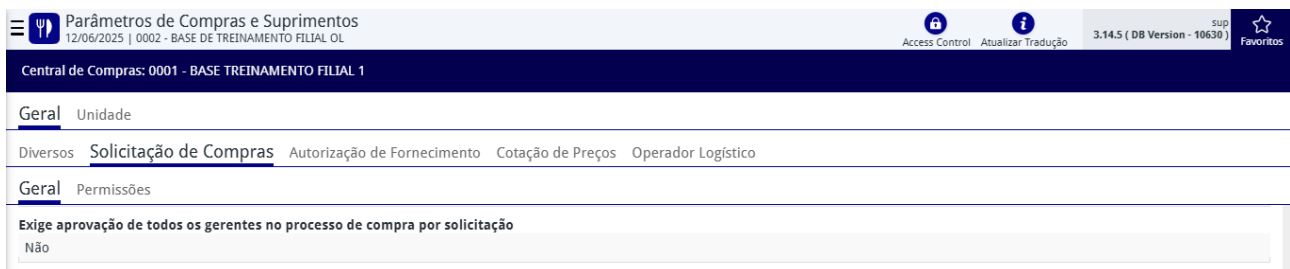 Parâmetros de Compras e Suprimentos
12/06/2025 | 0002 - BASE DE TREINAMENTO FILIAL OL
Access Control
Atualizar Tradução
sup
3.14.5 ( DB Version - 10630 )
Favoritos
Central de Compras: 0001 - BASE TREINAMENTO FILIAL 1
Geral Unidade
Diversos Solicitação de Compras Autorização de Fornecimento Cotação de Preços Operador Logístico
Geral Permissões
Exige aprovação de todos os gerentes no processo de compra por solicitação
Não